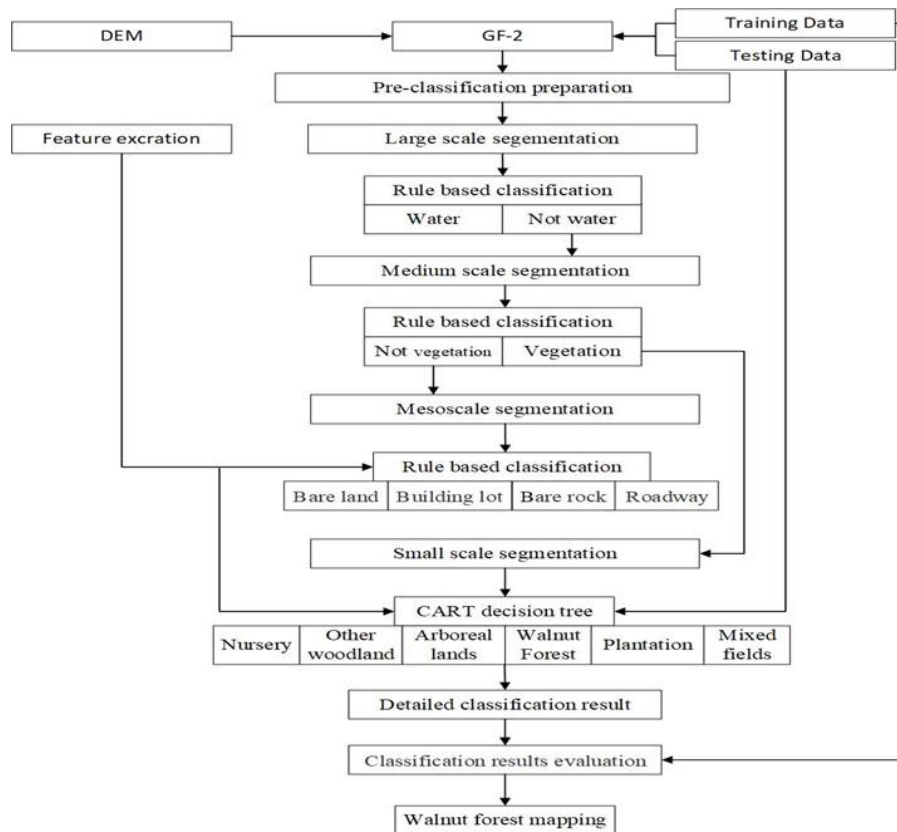 DEM
GF-2
Training Data
Testing Data
Pre-classification preparation
Feature excration
Large scale segementation
Rule based classification
Water
Not water
Medium scale segmentation
Rule based classification
Not vegetation
Vegetation
Mesoscale segmentation
Rule based classification
Bare land
Building lot
Bare rock
Roadway
Small scale segmentation
CART decision tree
Nursery
Other
woodland
Arboreal
lands
Walnut
Forest
Plantation
Mixed
fields
Detailed classification result
Classification results evaluation
Walnut forest mapping